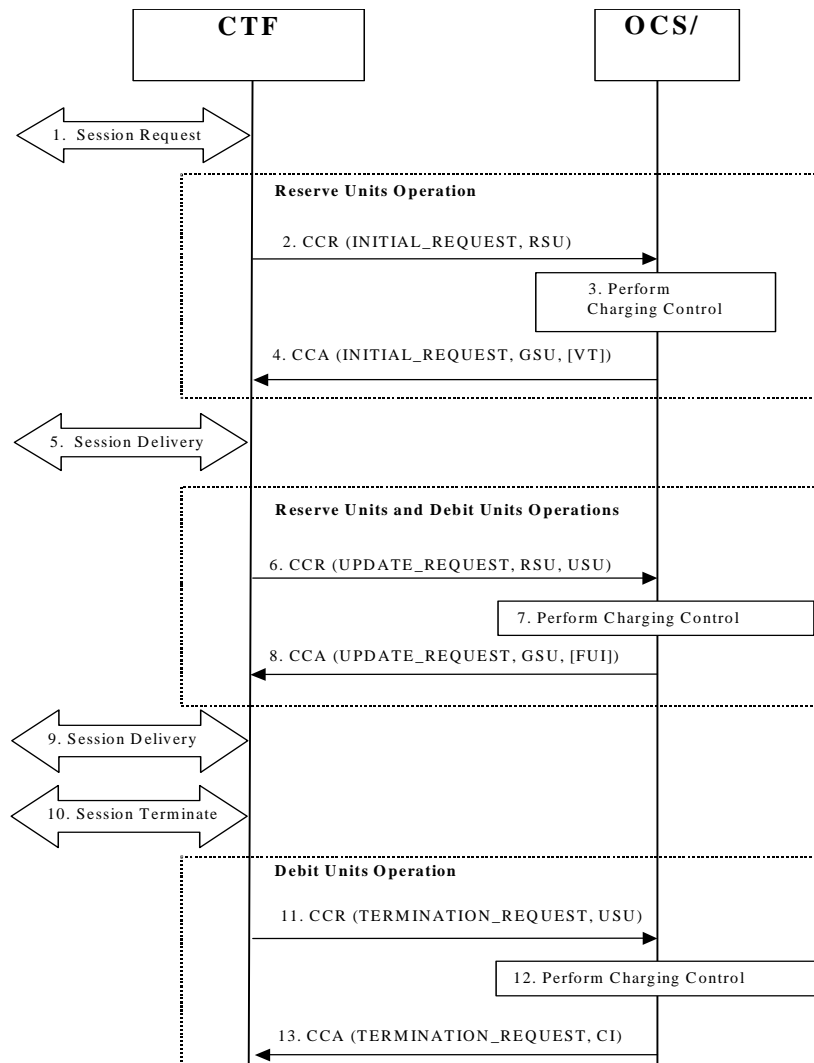 CTF
OCS/
1. Session Request
Reserve Units Operation
2. CCR (INITIAL_REQUEST, RSU)
3. Perform
Charging Control
4. CCA (INITIAL_REQUEST, GSU, [VT])
5. Session Delivery
Reserve Units and Debit Units Operations
6. CCR (UPDATE_REQUEST, RSU, USU)
7. Perform Charging Control
8. CCA (UPDATE_REQUEST, GSU, [FUI])
9. Session Delivery
10. Session Terminate
Debit Units Operation
11. CCR (TERMINATION_REQUEST, USU)
12. Perform Charging Control
13. CCA (TERMINATION_REQUEST, CI)